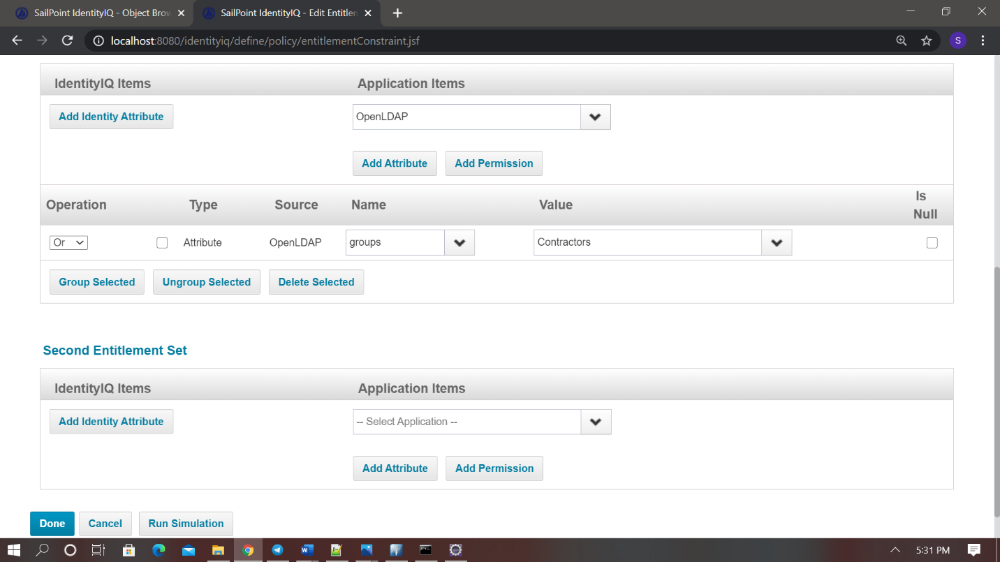 SailPoint IdentityIQ - Object Brow
SailPoint IdentityIQ - Edit Entitlen
localhost:8080/identityiq/define/policy/entitlementConstraint.jsf
S
IdentityIQ Items Application Items
Add Identity Attribute OpenLDAP
Add Attribute Add Permission
Operation Type Source Name Value Is Null
Or Attribute OpenLDAP groups Contractors
Group Selected Ungroup Selected Delete Selected
Second Entitlement Set
IdentityIQ Items Application Items
Add Identity Attribute -- Select Application --
Add Attribute Add Permission
Done Cancel Run Simulation
5:31 PM